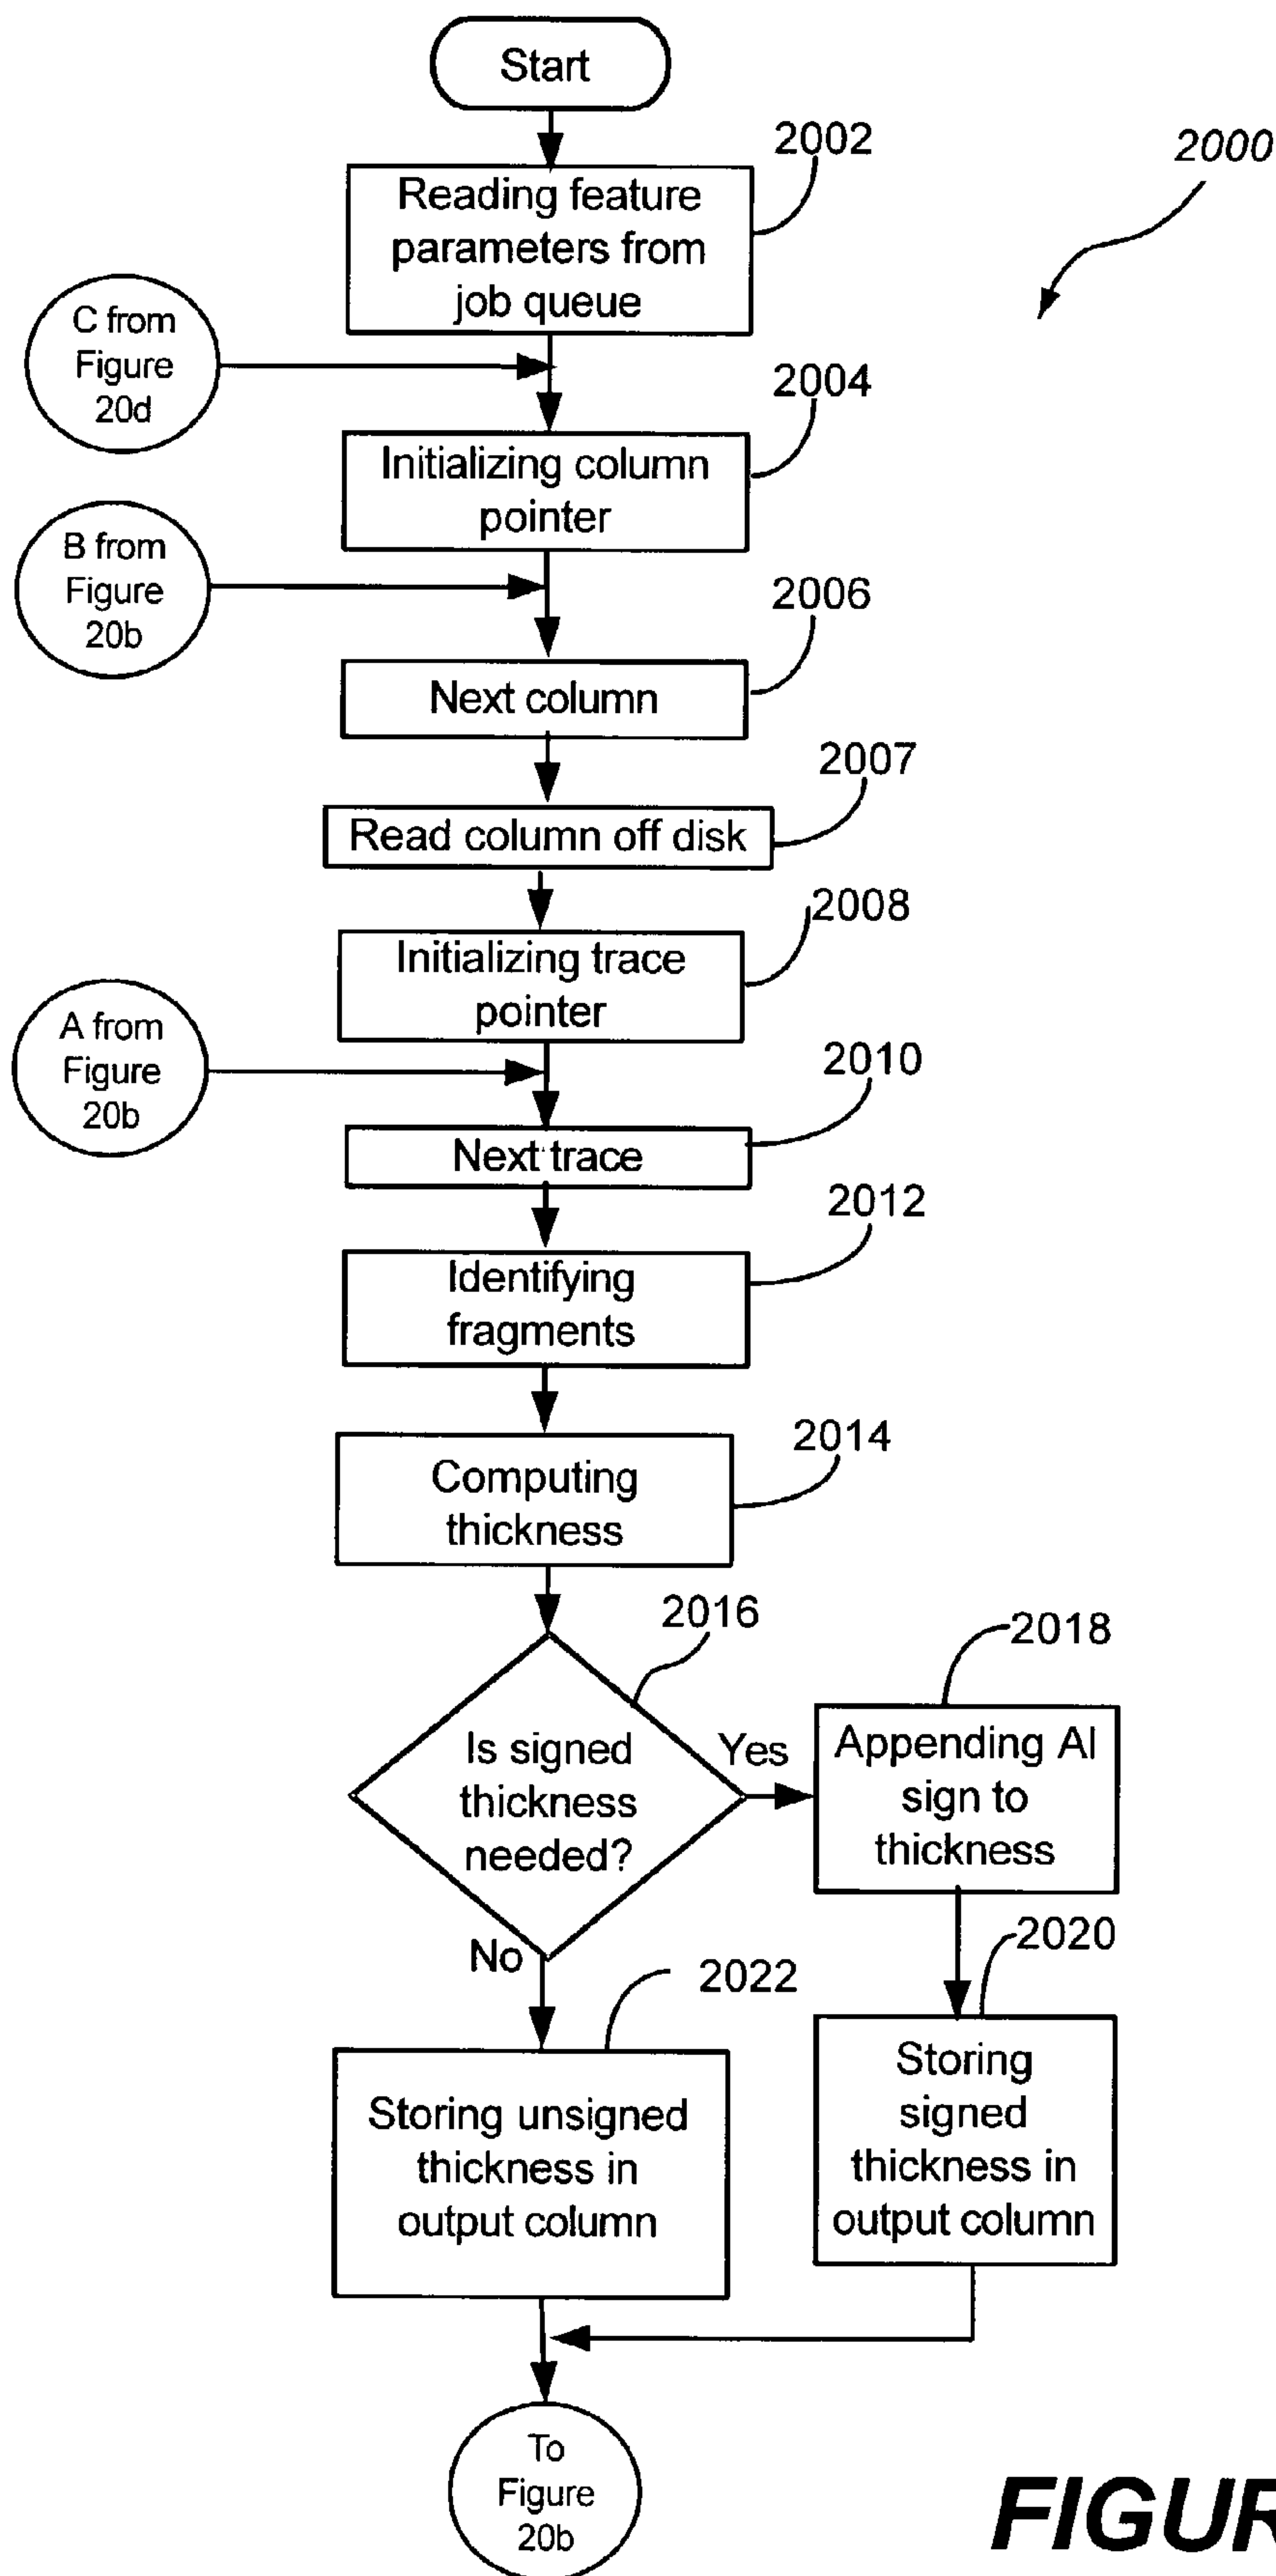 Start
2002
2000
Reading feature
parameters from
job queue
C from
Figure
20d
2004
Initializing column
pointer
B from
Figure
20b
2006
Next column
2007
Read column off disk
2008
Initializing trace
pointer
A from
Figure
20b
2010
Next trace
2012
Identifying
fragments
2014
Computing
thickness
2016
2018
Is signed
thickness
needed?
Yes
Appending AI
sign to
thickness
No
2022
2020
Storing unsigned
thickness in
output column
Storing
signed
thickness in
output column
To
Figure
20b
FIGUR